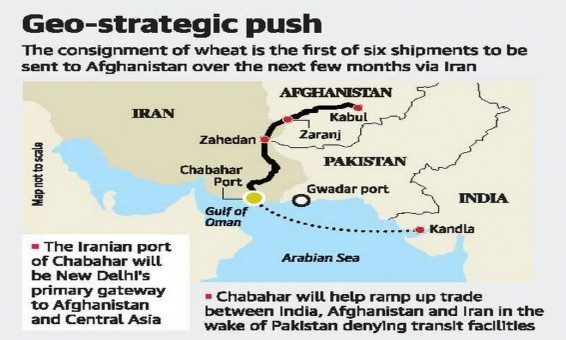 Geo-strategic push
The consignment of wheat is the first of six shipments to be
sent to Afghanistan over the next few months via Iran
AFGHANISTAN
IRAN
Kabul
Zaranj
Zahedan
PAKISTAN
Chabahar
Port
Gwadar port
INDIA
Map not to scale
Gulf of
Oman
Kandla
Arabian Sea
The Iranian port
of Chabahar will
be New Delhi's
primary gateway
to Afghanistan
and Central Asia
Chabahar will help ramp up trade
between India, Afghanistan and Iran in the
wake of Pakistan denying transit facilities